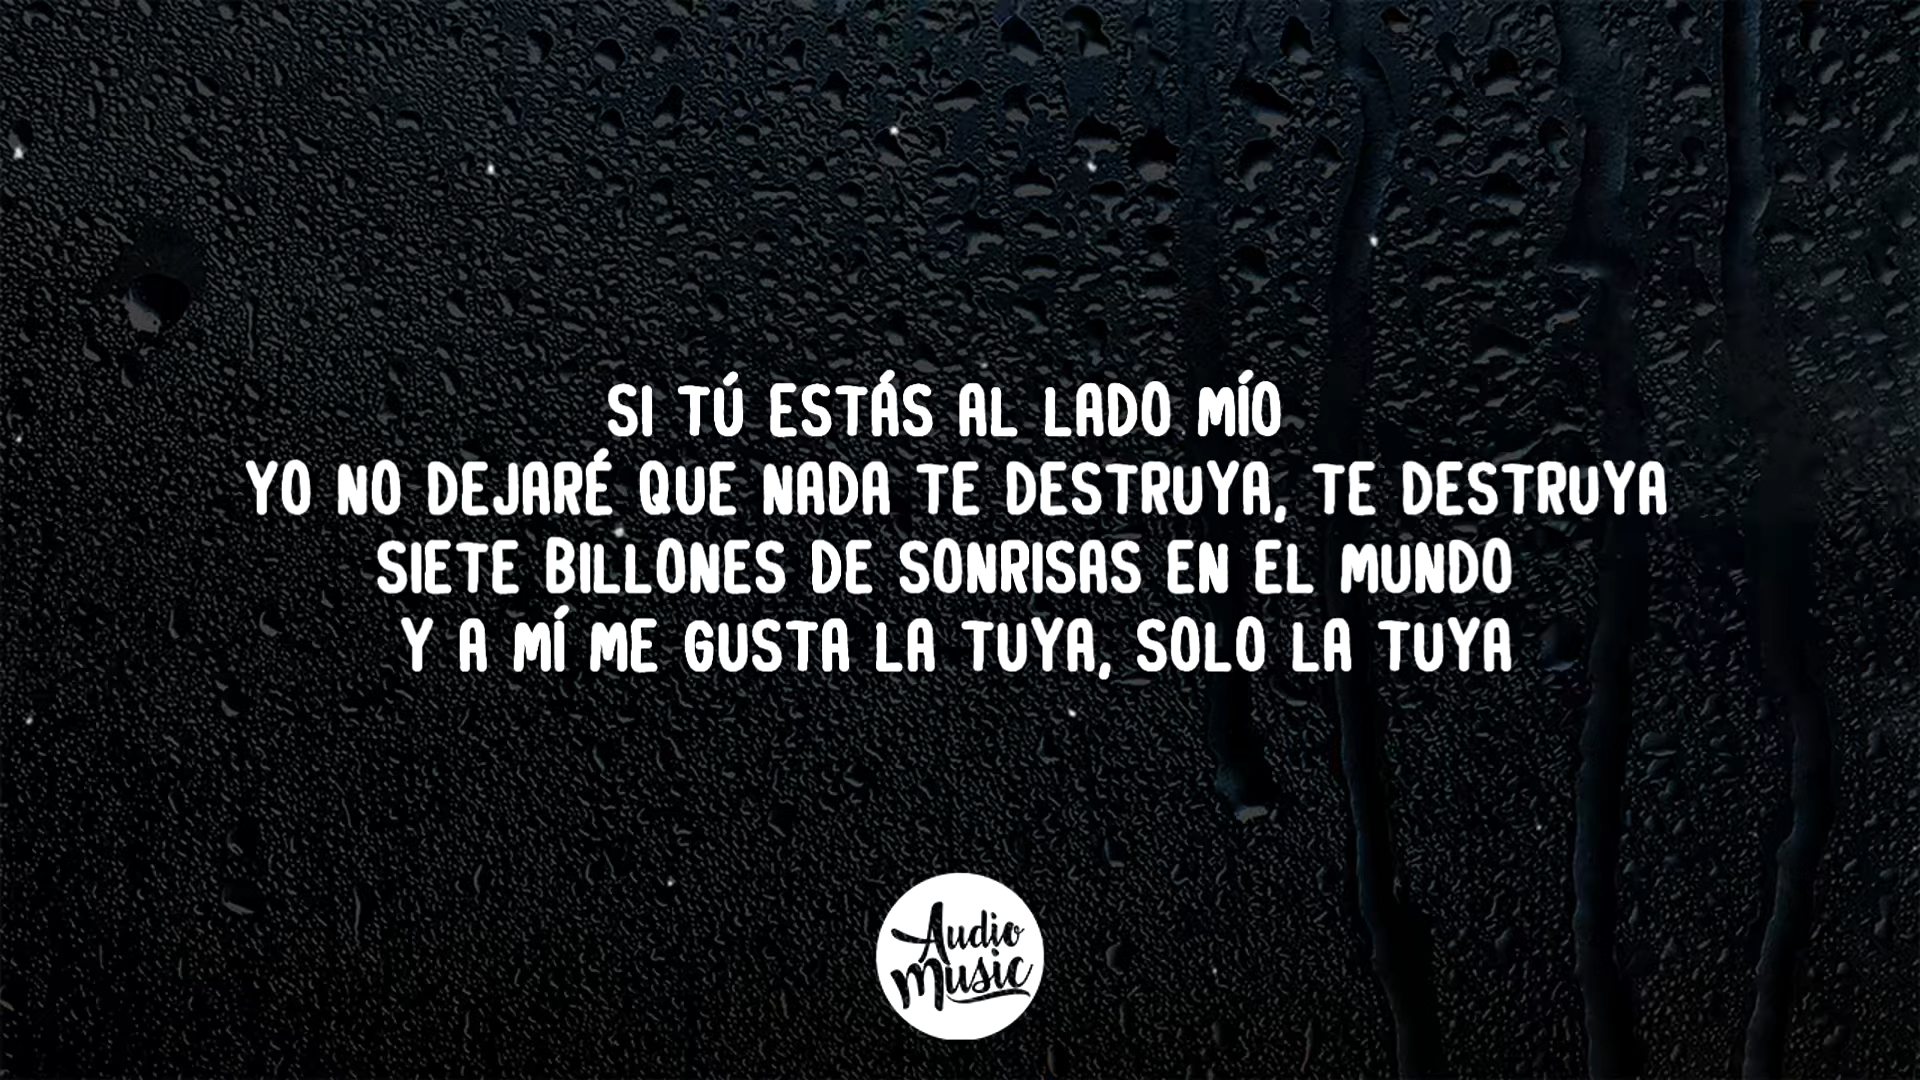 SI TÚ ESTÁS AL LADO MÍO
YO NO DEJARÉ QUE NADA TE DESTRUYA, TE DESTRUYA
SIETE BILLONES DE SONRISAS EN EL MUNDO
Y A MÍ ME GUSTA LA TUYA, SOLO LA TUYA
Audio
Music